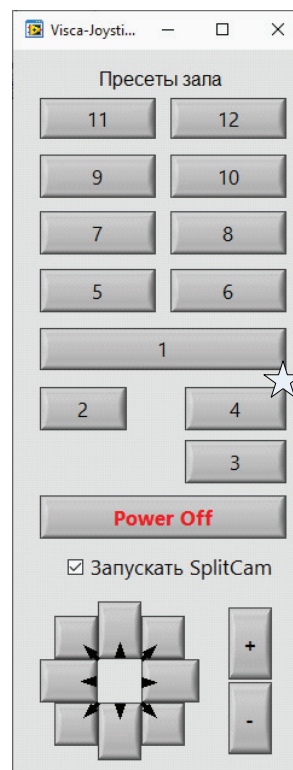 Visca-Joysti...
Пресеты зала
11 12
9 10
7 8
5 6
1
2 4
3
Power Off
Запускать SplitCam
+
-